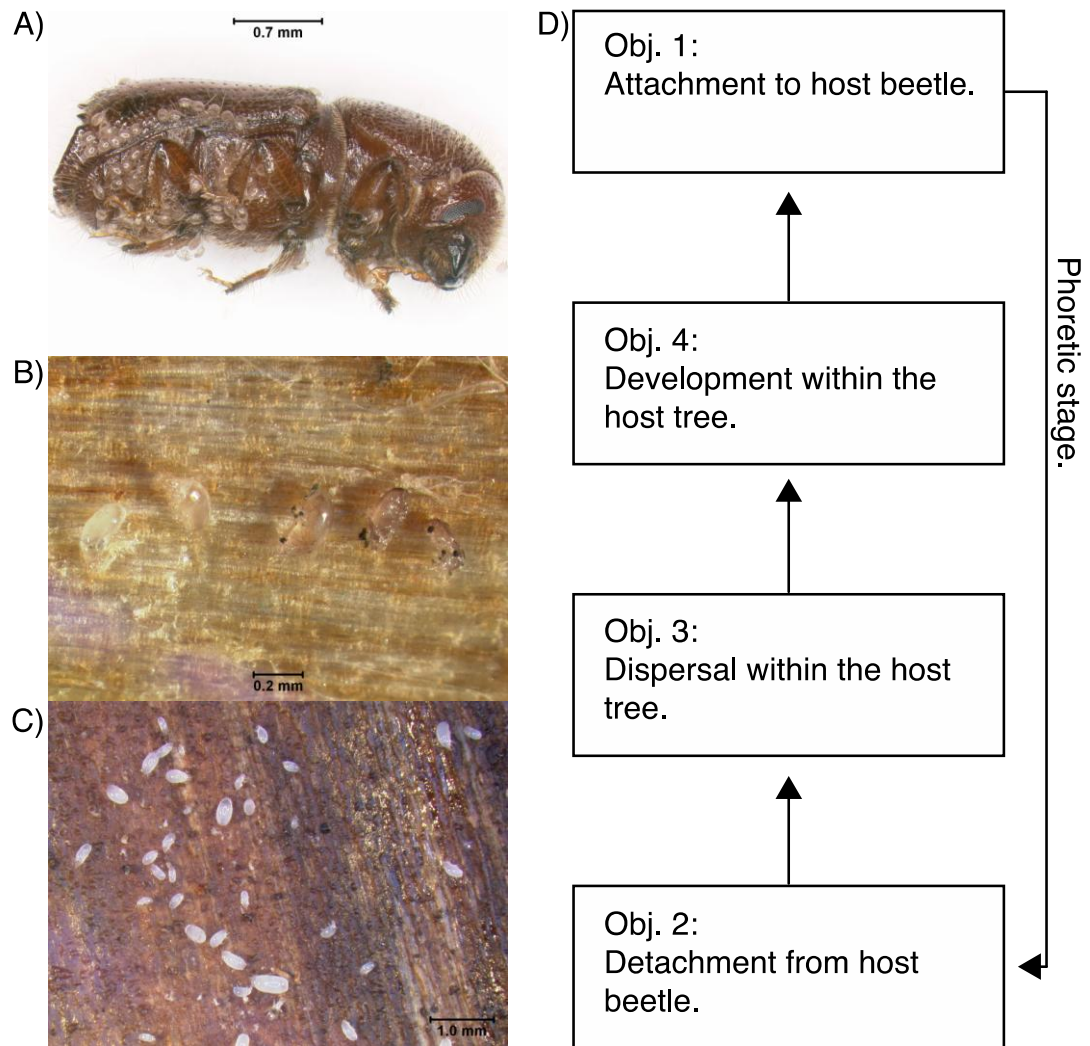 A)
0.7 mm
B)
0.2 mm
C)
1.0 mm
D)
Obj. 1:
Attachment to host beetle.
Obj. 4:
Development within the
host tree.
Obj. 3:
Dispersal within the host
tree.
Obj. 2:
Detachment from host
beetle.
Phoretic stage.